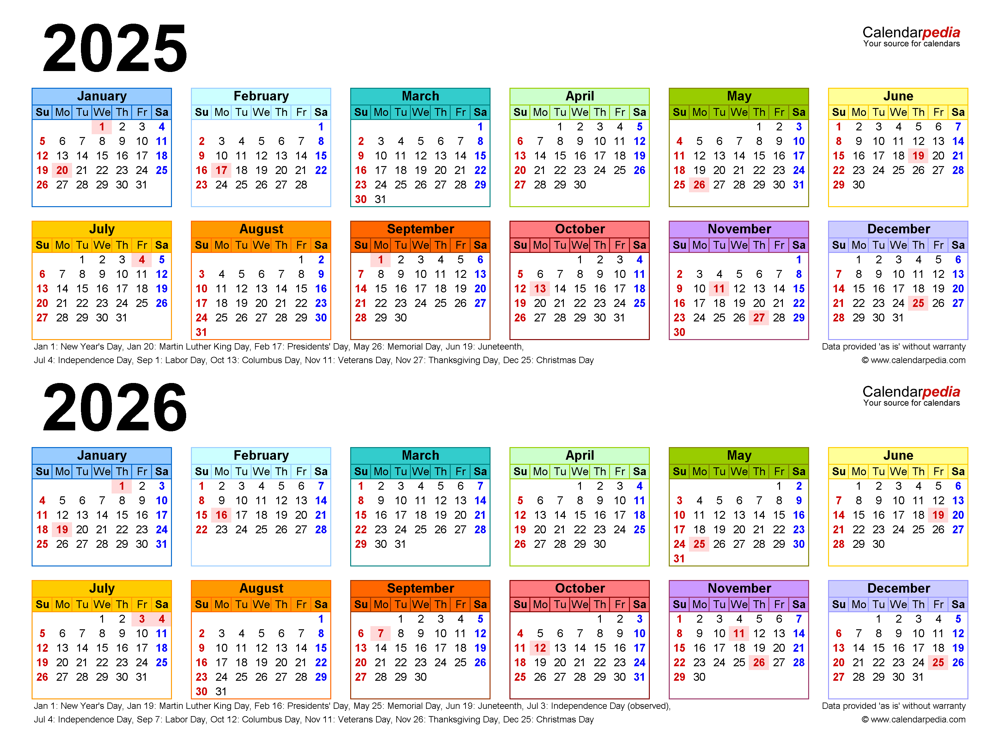 2025
Calendarpedia
Your source for calendars
January February March April May June
Su Mo Tu We Th Fr Sa Su Mo Tu We Th Fr Sa Su Mo Tu We Th Fr Sa Su Mo Tu We Th Fr Sa Su Mo Tu We Th Fr Sa Su Mo Tu We Th Fr Sa
1 2 3 4 1 1 1 2 3 4 5 1 2 3 1 2 3 4 5 6 7
5 6 7 8 9 10 11 2 3 4 5 6 7 8 2 3 4 5 6 7 8 6 7 8 9 10 11 12 4 5 6 7 8 9 10 8 9 10 11 12 13 14
12 13 14 15 16 17 18 9 10 11 12 13 14 15 9 10 11 12 13 14 15 13 14 15 16 17 18 19 11 12 13 14 15 16 17 15 16 17 18 19 20 21
19 20 21 22 23 24 25 16 17 18 19 20 21 22 16 17 18 19 20 21 22 20 21 22 23 24 25 26 18 19 20 21 22 23 24 22 23 24 25 26 27 28
26 27 28 29 30 31 23 24 25 26 27 28 23 24 25 26 27 28 29 27 28 29 30 25 26 27 28 29 30 31 29 30
30 31
July August September October November December
Su Mo Tu We Th Fr Sa Su Mo Tu We Th Fr Sa Su Mo Tu We Th Fr Sa Su Mo Tu We Th Fr Sa Su Mo Tu We Th Fr Sa Su Mo Tu We Th Fr Sa
1 2 3 4 5 1 2 1 2 3 4 5 6 1 2 3 4 1 1 2 3 4 5 6
6 7 8 9 10 11 12 3 4 5 6 7 8 9 7 8 9 10 11 12 13 5 6 7 8 9 10 11 2 3 4 5 6 7 8 7 8 9 10 11 12 13
13 14 15 16 17 18 19 10 11 12 13 14 15 16 14 15 16 17 18 19 20 12 13 14 15 16 17 18 9 10 11 12 13 14 15 14 15 16 17 18 19 20
20 21 22 23 24 25 26 17 18 19 20 21 22 23 21 22 23 24 25 26 27 19 20 21 22 23 24 25 16 17 18 19 20 21 22 21 22 23 24 25 26 27
27 28 29 30 31 24 25 26 27 28 29 30 28 29 30 26 27 28 29 30 31 23 24 25 26 27 28 29 28 29 30 31
31 30
Jan 1: New Year's Day, Jan 20: Martin Luther King Day, Feb 17: Presidents' Day, May 26: Memorial Day, Jun 19: Juneteenth, Data provided 'as is' without warranty
Jul 4: Independence Day, Sep 1: Labor Day, Oct 13: Columbus Day, Nov 11: Veterans Day, Nov 27: Thanksgiving Day, Dec 25: Christmas Day © www.calendarpedia.com
2026
Calendarpedia
Your source for calendars
January February March April May June
Su Mo Tu We Th Fr Sa Su Mo Tu We Th Fr Sa Su Mo Tu We Th Fr Sa Su Mo Tu We Th Fr Sa Su Mo Tu We Th Fr Sa Su Mo Tu We Th Fr Sa
1 2 3 1 2 3 4 5 6 7 1 2 3 4 5 6 7 1 2 3 4 1 2 1 2 3 4 5 6
4 5 6 7 8 9 10 8 9 10 11 12 13 14 8 9 10 11 12 13 14 5 6 7 8 9 10 11 3 4 5 6 7 8 9 7 8 9 10 11 12 13
11 12 13 14 15 16 17 15 16 17 18 19 20 21 15 16 17 18 19 20 21 12 13 14 15 16 17 18 10 11 12 13 14 15 16 14 15 16 17 18 19 20
18 19 20 21 22 23 24 22 23 24 25 26 27 28 22 23 24 25 26 27 28 19 20 21 22 23 24 25 17 18 19 20 21 22 23 21 22 23 24 25 26 27
25 26 27 28 29 30 31 29 30 31 26 27 28 29 30 24 25 26 27 28 29 30 28 29 30
31
July August September October November December
Su Mo Tu We Th Fr Sa Su Mo Tu We Th Fr Sa Su Mo Tu We Th Fr Sa Su Mo Tu We Th Fr Sa Su Mo Tu We Th Fr Sa Su Mo Tu We Th Fr Sa
1 2 3 4 1 1 2 3 4 5 1 2 3 1 2 3 4 5 6 7 1 2 3 4 5
5 6 7 8 9 10 11 2 3 4 5 6 7 8 6 7 8 9 10 11 12 4 5 6 7 8 9 10 8 9 10 11 12 13 14 6 7 8 9 10 11 12
12 13 14 15 16 17 18 9 10 11 12 13 14 15 13 14 15 16 17 18 19 11 12 13 14 15 16 17 15 16 17 18 19 20 21 13 14 15 16 17 18 19
19 20 21 22 23 24 25 16 17 18 19 20 21 22 20 21 22 23 24 25 26 18 19 20 21 22 23 24 22 23 24 25 26 27 28 20 21 22 23 24 25 26
26 27 28 29 30 31 23 24 25 26 27 28 29 27 28 29 30 25 26 27 28 29 30 31 29 30 27 28 29 30 31
30 31
Jan 1: New Year's Day, Jan 19: Martin Luther King Day, Feb 16: Presidents' Day, May 25: Memorial Day, Jun 19: Juneteenth, Jul 3: Independence Day (observed), Data provided 'as is' without warranty
Jul 4: Independence Day, Sep 7: Labor Day, Oct 12: Columbus Day, Nov 11: Veterans Day, Nov 26: Thanksgiving Day, Dec 25: Christmas Day © www.calendarpedia.com